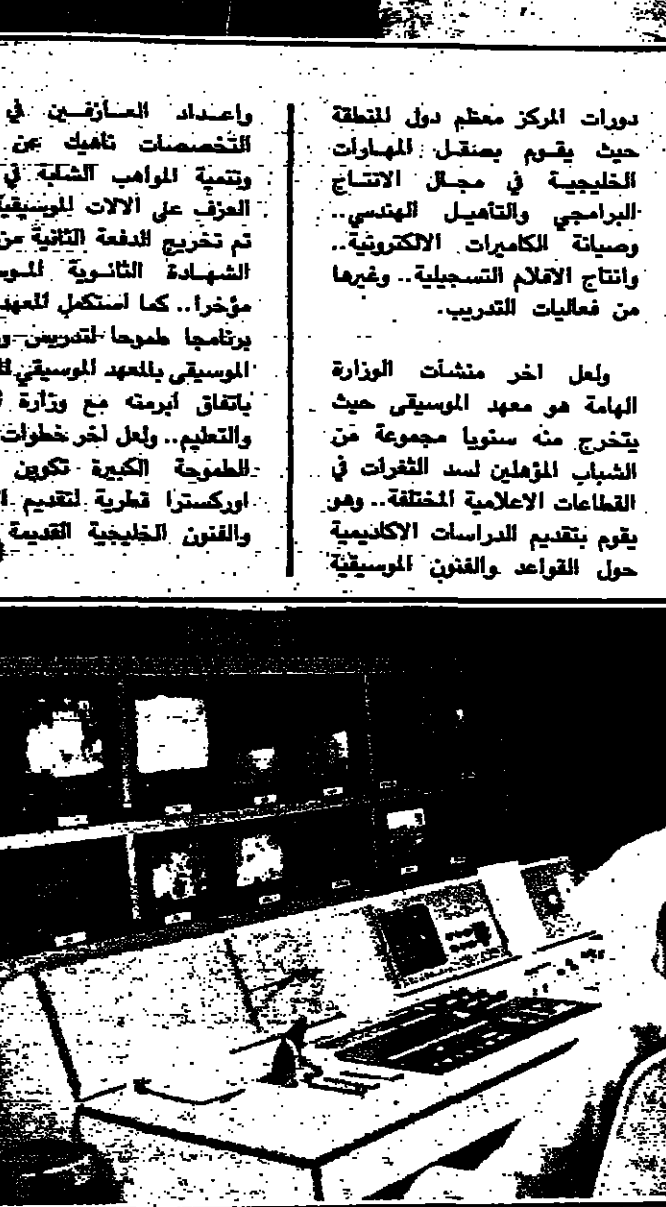 دورات المركز معظم دول المنطقة
حيث يقوم بصقل المهارات
الخليجية في مجال الانتاج
البرامجي والتأهيل الهندسي..
وصيانة الكاميرات الالكترونية..
وانتاج الافلام التسجيلية.. وغيرها
من فعاليات التدريب.
ولعل اخر منشآت الوزارة
الهامة هو معهد الموسيقى حيث
يتخرج منه سنويا مجموعة من
الشباب المؤهلين لسد الثغرات في
القطاعات الاعلامية المختلفة.. وهو
يقوم بتقديم الدراسات الاكاديمية
حول القواعد والفنون الموسيقية
واعداد العازفين في
التخصصات ناهيك عن
وتنمية المواهب الشابة في
العزف على الالات الموسيقية
تم تخريج الدفعة الثانية من
الشهادة الثانوية
مؤخرا.. كما استكمل المعهد
برنامجا طموحا لتدريس
الموسيقى بالمعهد الموسيقي
باتفاق ابرمته مع وزارة
والتعليم.. ولعل اخر خطوات
الطموحة الكبيرة تكوين
اوركسترا قطرية لتقديم
والفنون الخليجية القديمة